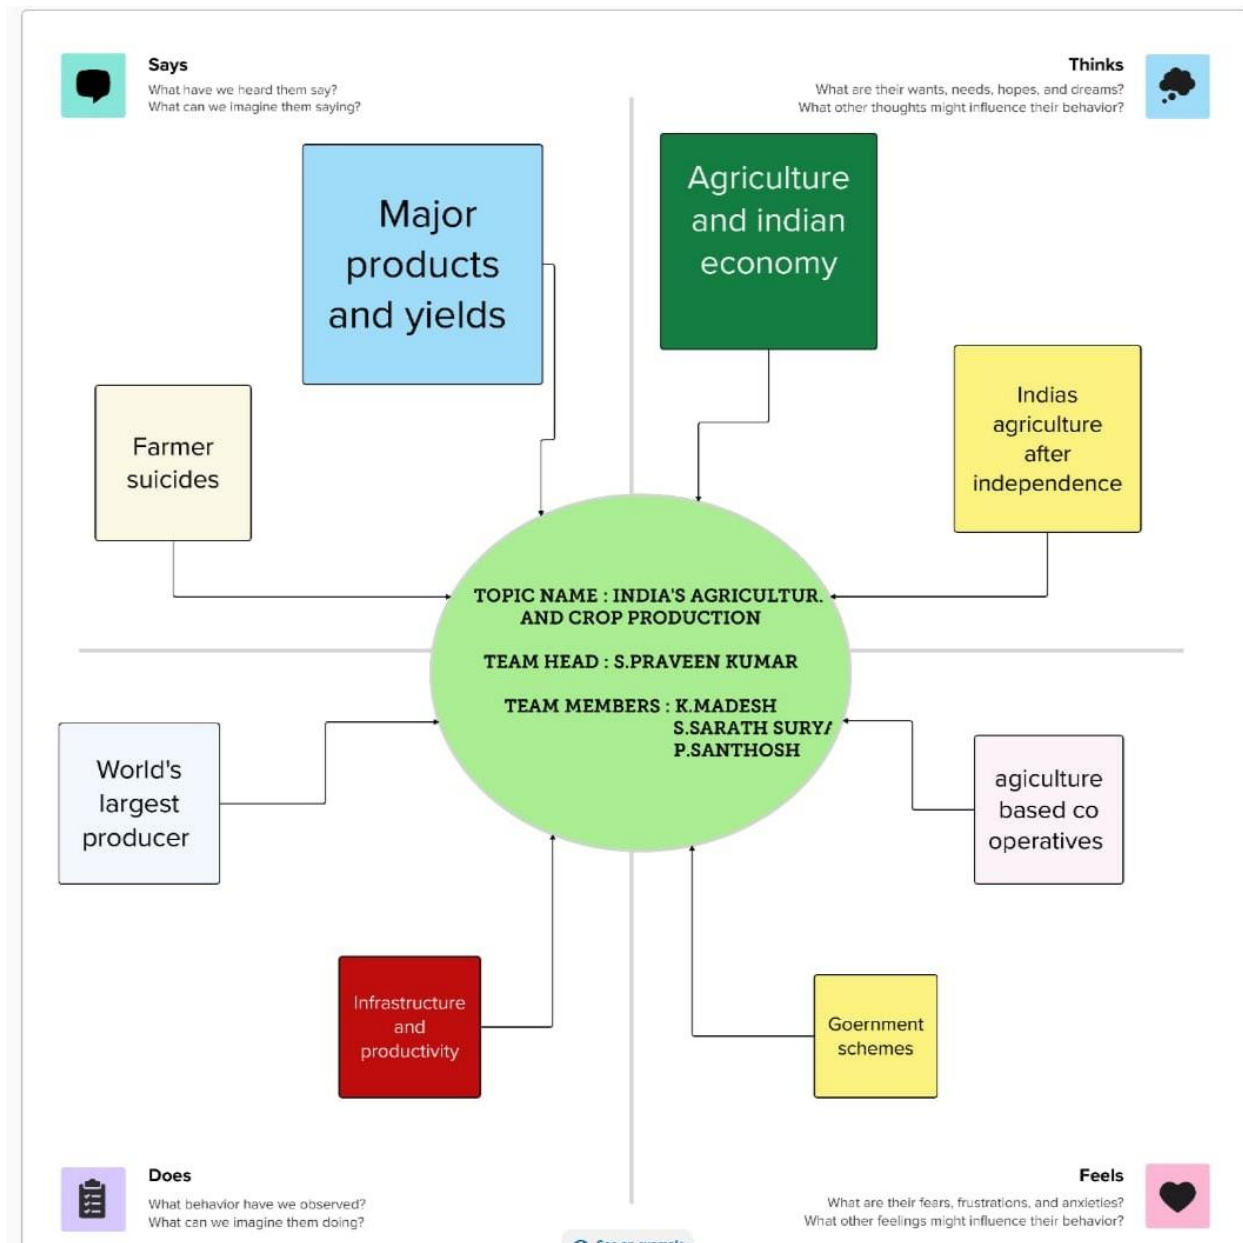 Says
What have we heard them say?
What can we imagine them saying?
Thinks
What are their wants, needs, hopes, and dreams?
What other thoughts might influence their behavior?
Major
products
and yields
Agriculture
and indian
economy
Farmer
suicides
Indias
agriculture
after
independence
TOPIC NAME : INDIA'S AGRICULTUR.
AND CROP PRODUCTION
TEAM HEAD : S.PRAVEEN KUMAR
TEAM MEMBERS : K.MADESH
S.SARATH SURYA
P.SANTHOSH
World's
largest
producer
agiculture
based co
operatives
Infrastructure
and
productivity
Goernment
schemes
Does
What behavior have we observed?
What can we imagine them doing?
Feels
What are their fears, frustrations, and anxieties?
What other feelings might influence their behavior?
See an example